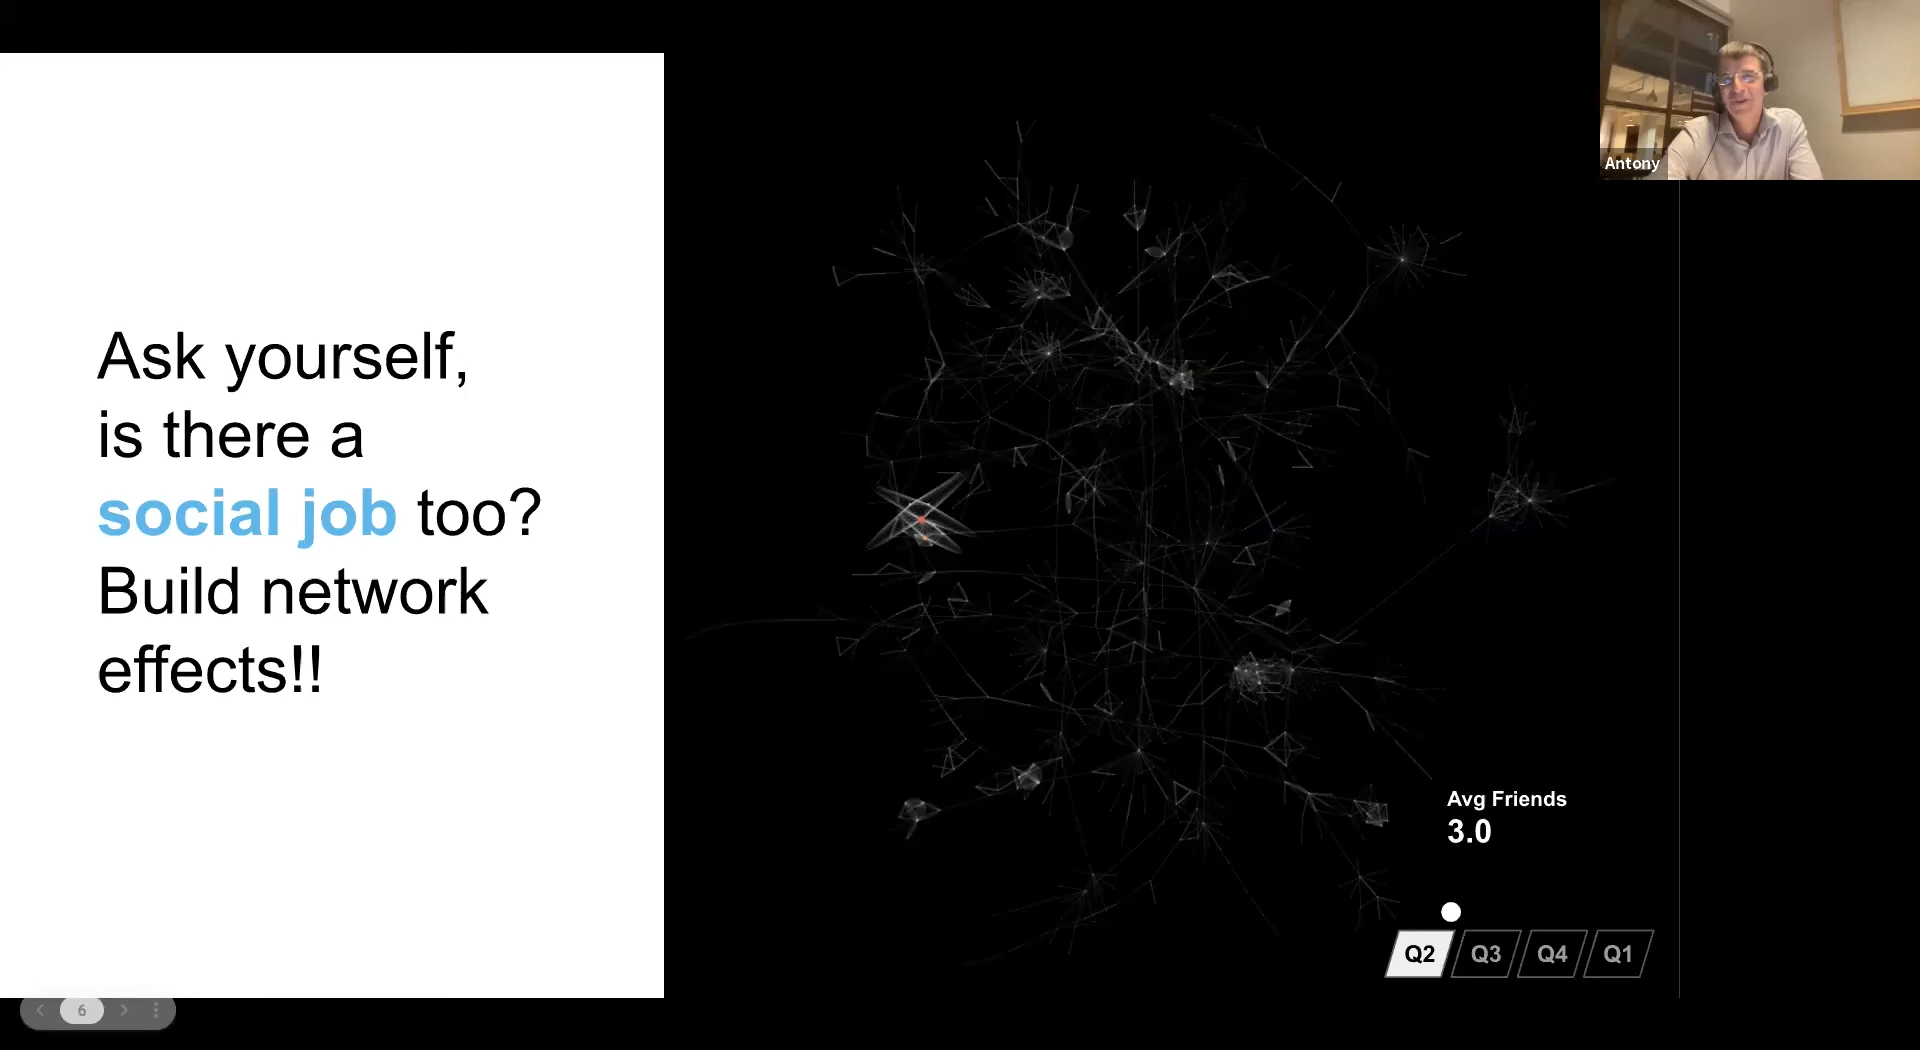 Ask yourself,
is there a
social job too?
Build network
effects!!
Antony
Avg Friends
3.0
Q2 Q3 Q4 Q1
6